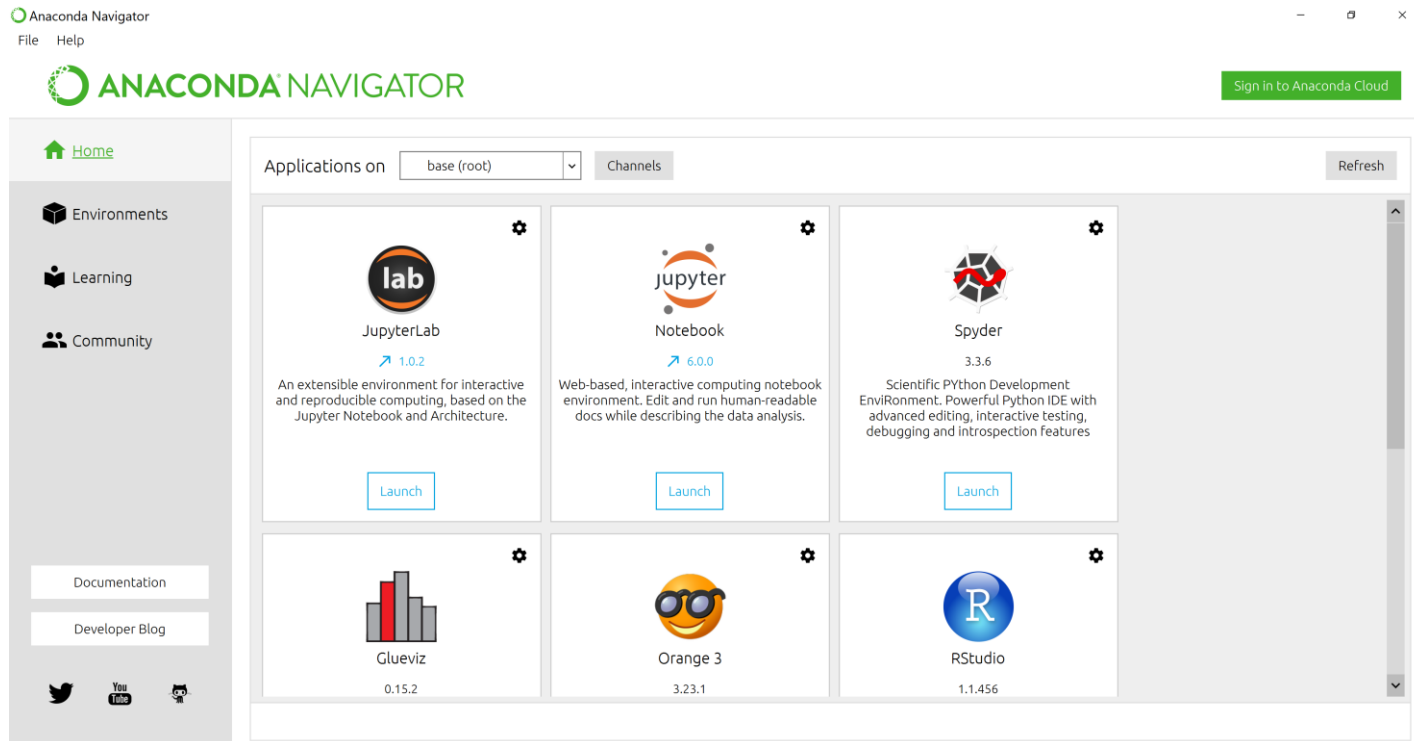 Anaconda Navigator
File Help
ANACONDA NAVIGATOR
Sign in to Anaconda Cloud
Home
Environments
Learning
Community
Documentation
Developer Blog
You
Tube
Applications on base (root) Channels Refresh
lab
JupyterLab
1.0.2
An extensible environment for interactive
and reproducible computing, based on the
Jupyter Notebook and Architecture.
Launch
jupyter
Notebook
6.0.0
Web-based, interactive computing notebook
environment. Edit and run human-readable
docs while describing the data analysis.
Launch
Spyder
3.3.6
Scientific PYthon Development
EnviRonment. Powerful Python IDE with
advanced editing, interactive testing,
debugging and introspection features
Launch
Glueviz
0.15.2
Orange 3
3.23.1
R
RStudio
1.1.456